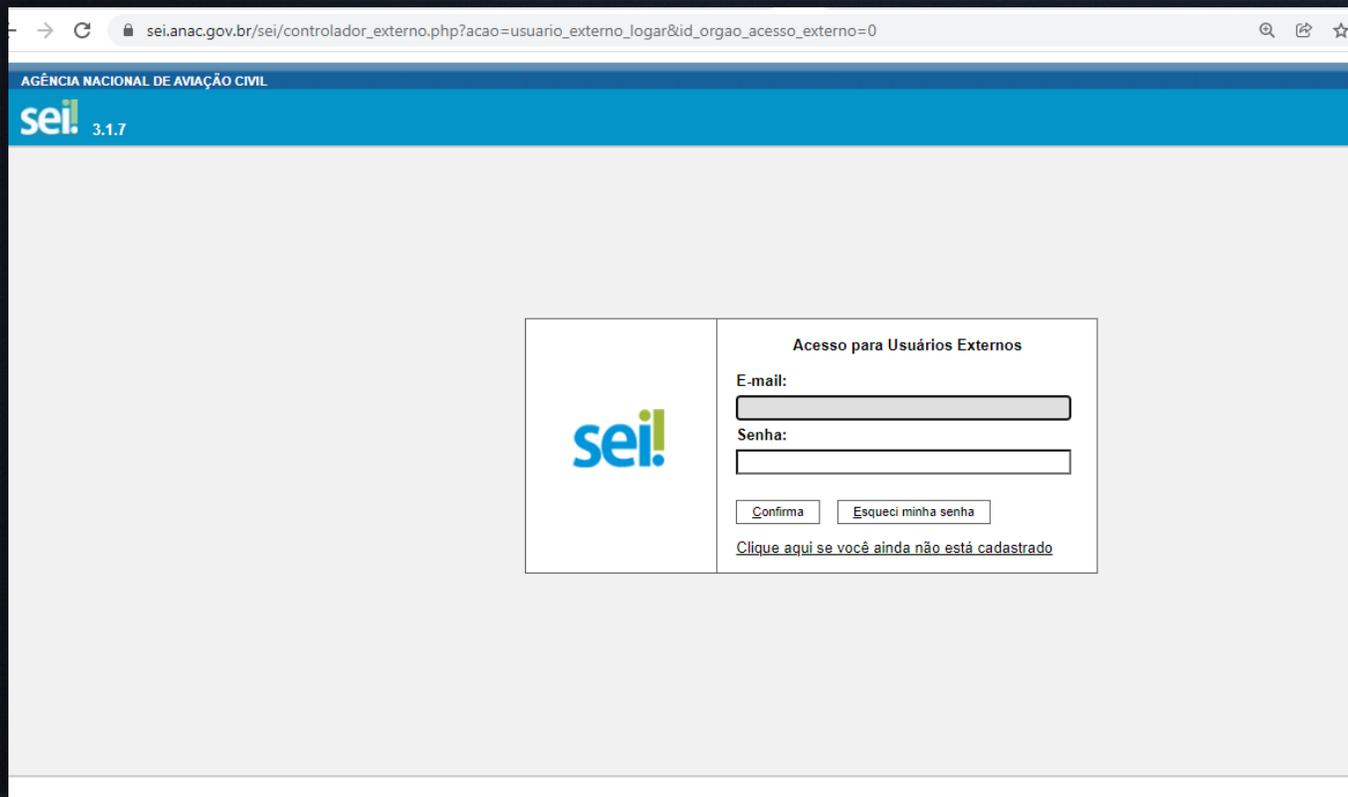 sei.anac.gov.br/sei/controlador_externo.php?acao=usuario_externo_logar&id_orgao_acesso_externo=0
AGÊNCIA NACIONAL DE AVIAÇÃO CIVIL
sei! 3.1.7
Acesso para Usuários Externos
E-mail:
sei!
Senha:
Confirma Esqueci minha senha
Clique aqui se você ainda não está cadastrado